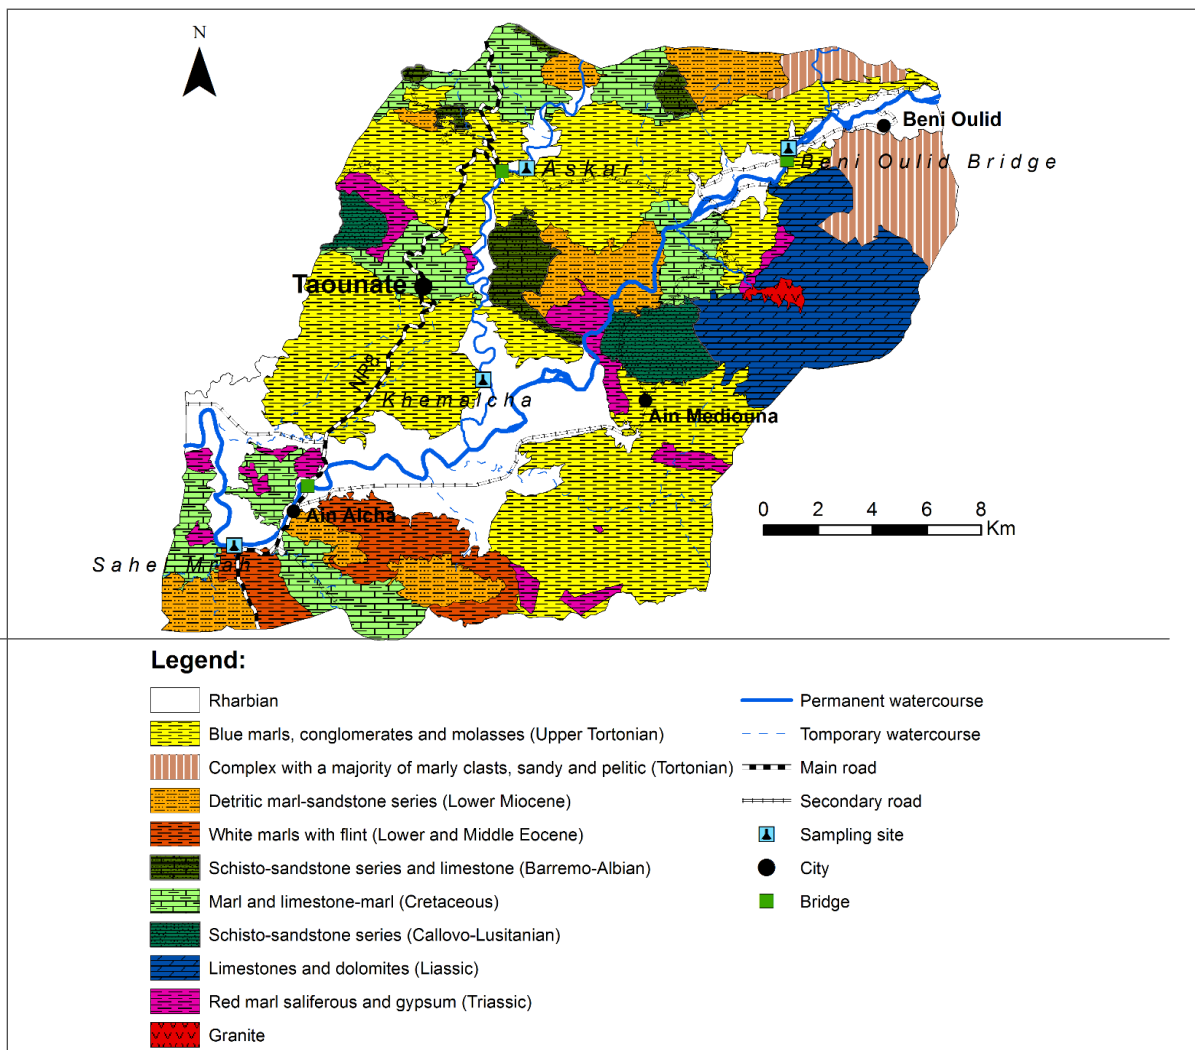 N
Beni Oulid
Beni Oulid Bridge
Askar
Taounate
NP8
Khemalcha
Ain Mediouna
0 2 4 6 8
Km
Ain Aicha
Sahel Mran
Legend:
Rharbian
Blue marls, conglomerates and molasses (Upper Tortonian)
Complex with a majority of marly clasts, sandy and pelitic (Tortonian)
Detritic marl-sandstone series (Lower Miocene)
White marls with flint (Lower and Middle Eocene)
Schisto-sandstone series and limestone (Barremo-Albian)
Marl and limestone-marl (Cretaceous)
Schisto-sandstone series (Callovo-Lusitanian)
Limestones and dolomites (Liassic)
Red marl saliferous and gypsum (Triassic)
Granite
Permanent watercourse
Tomporary watercourse
Main road
Secondary road
Sampling site
City
Bridge